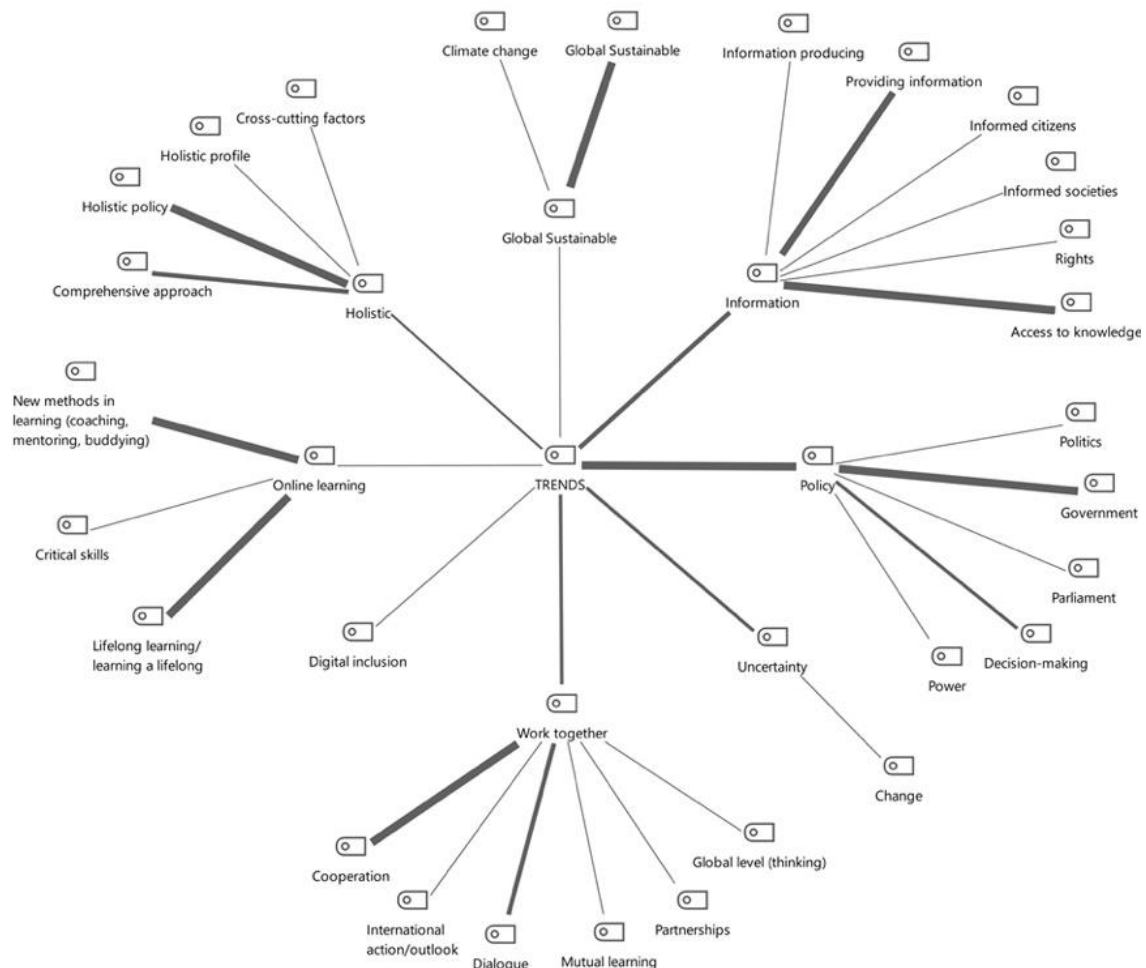 Climate change
Global Sustainable
Information producing
Providing information
Cross-cutting factors
Informed citizens
Holistic profile
Informed societies
Holistic policy
Global Sustainable
Rights
Comprehensive approach
Holistic
Information
Access to knowledge
New methods in
learning (coaching,
mentoring, buddying)
Politics
Online learning
TRENDS
Policy
Government
Critical skills
Parliament
Lifelong learning/
learning a lifelong
Digital inclusion
Uncertainty
Decision-making
Power
Work together
Change
Cooperation
Global level (thinking)
International
action/outlook
Partnerships
Dialogue
Mutual learning